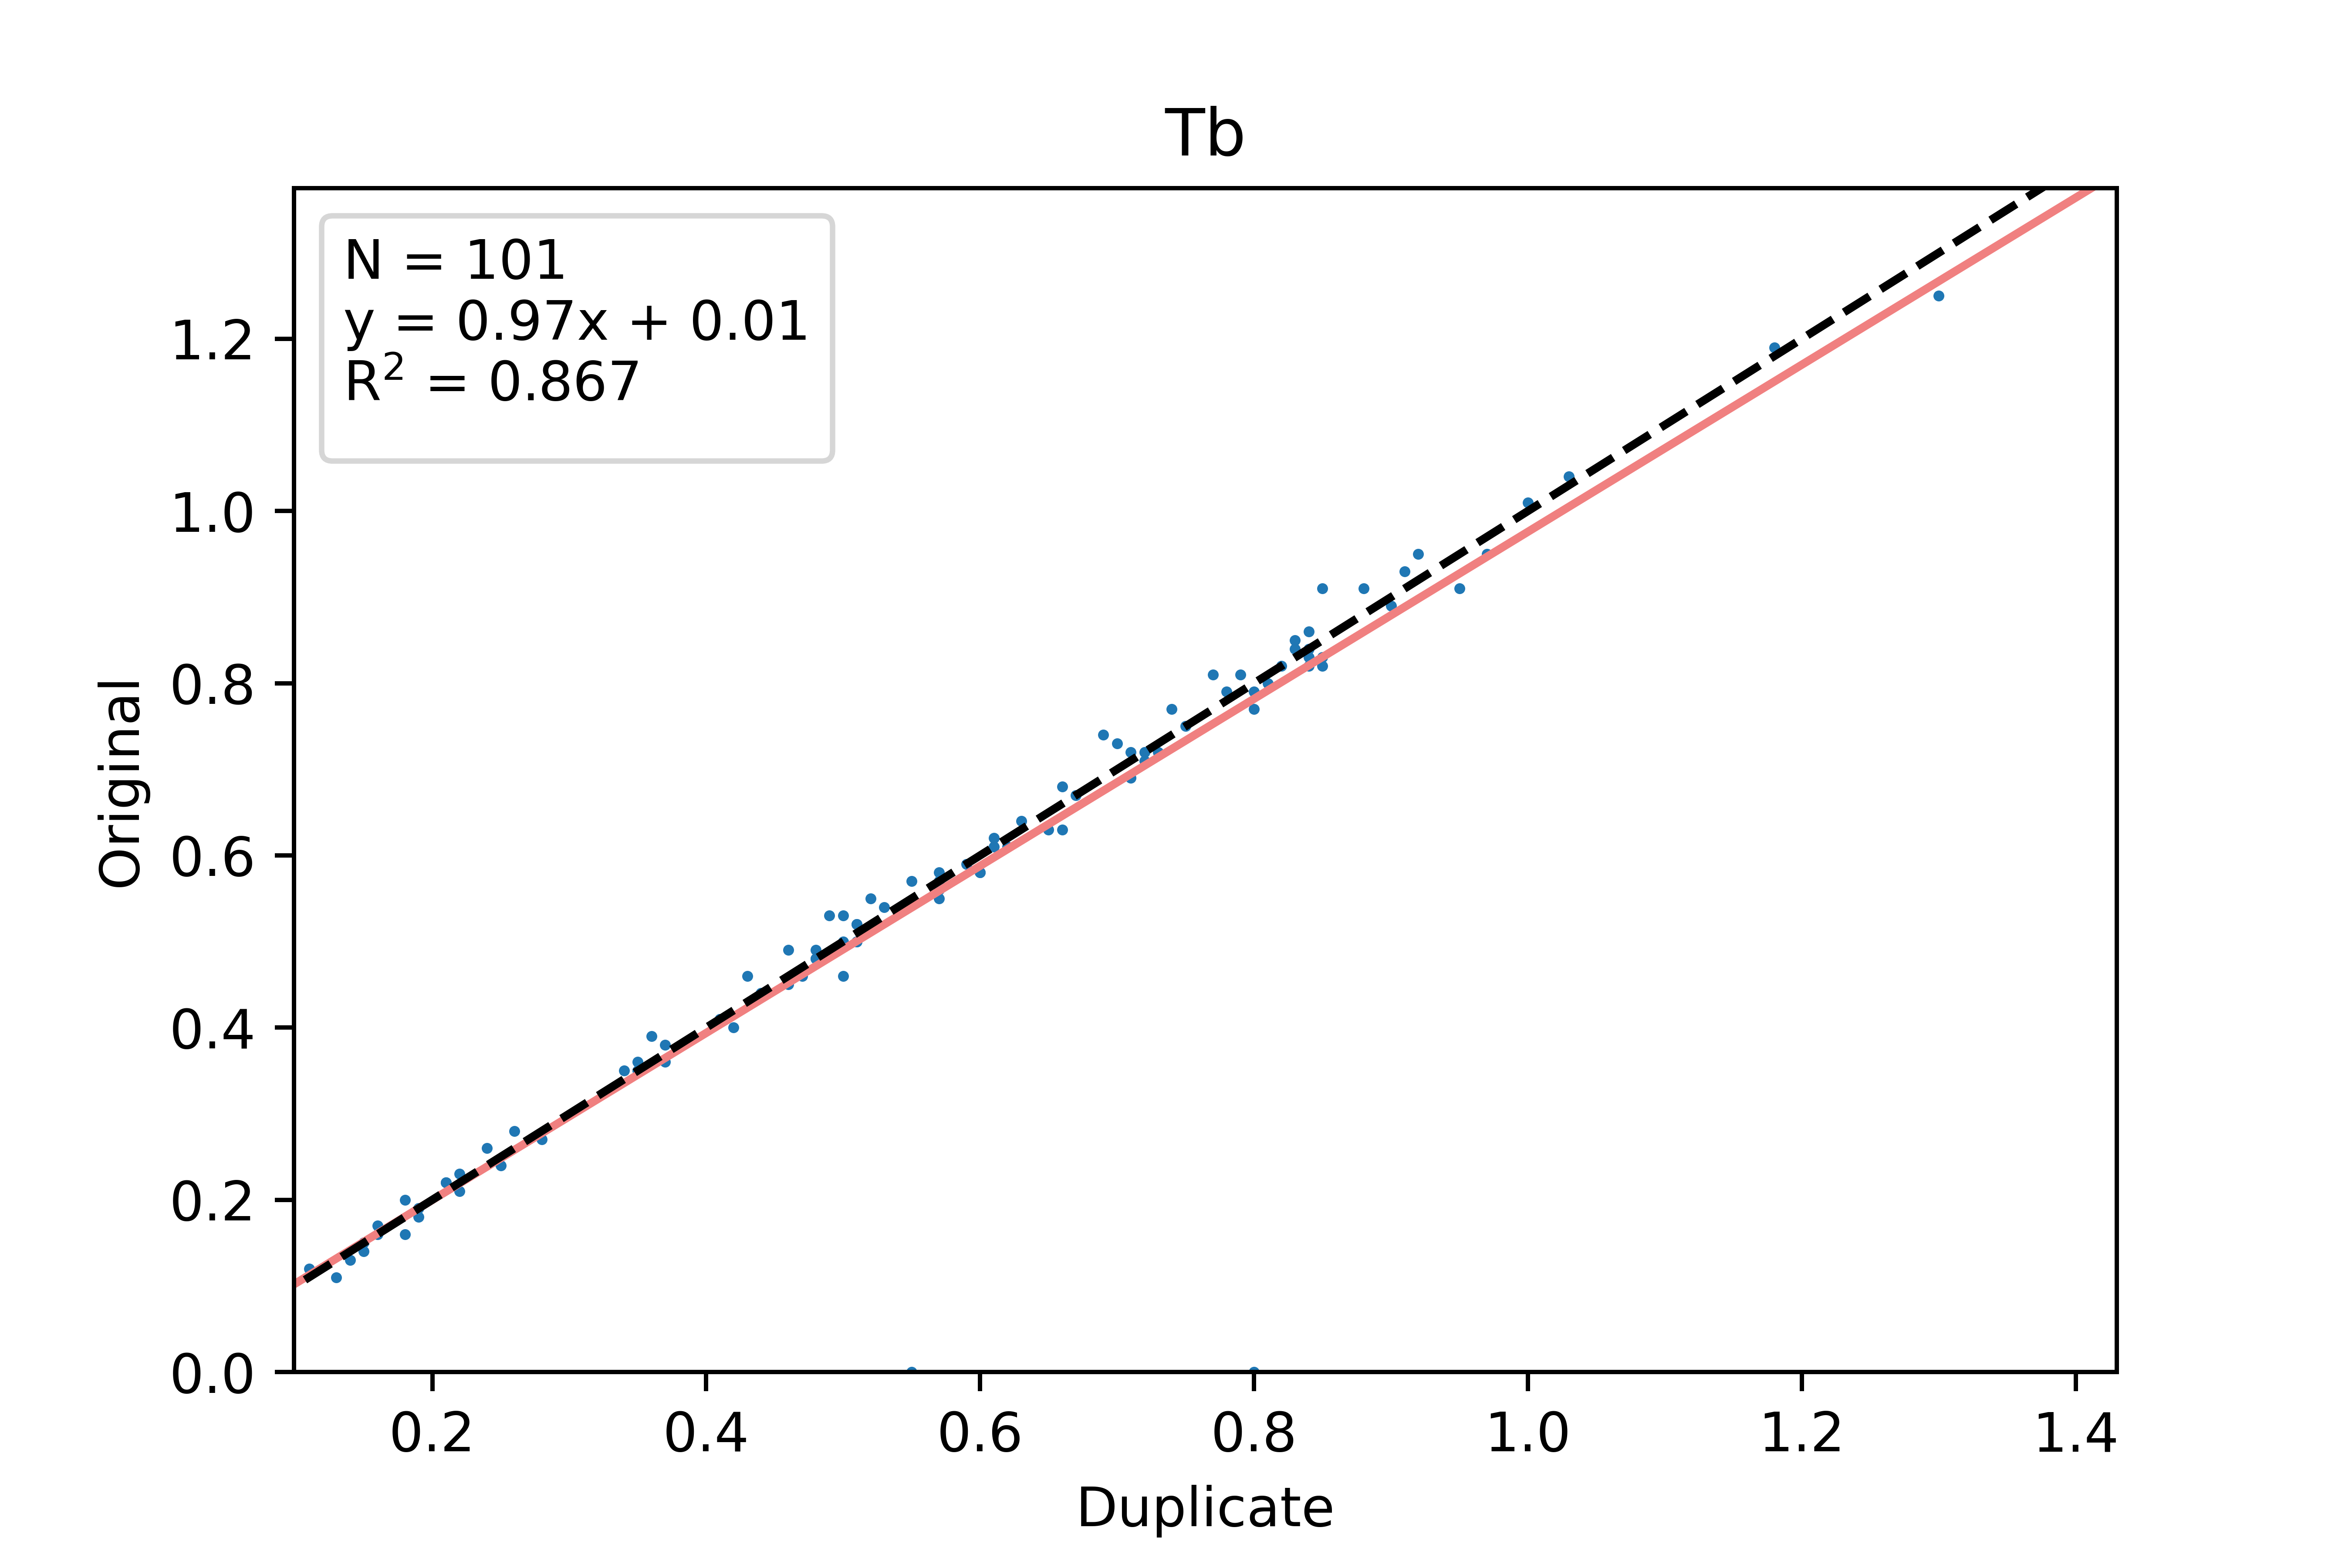 Tb
N = 101
y = 0.97x + 0.01
R² = 0.867
1.2
1.0
0.8
0.6
0.4
0.2
0.0
Original
0.2 0.4 0.6 0.8 1.0 1.2 1.4
Duplicate